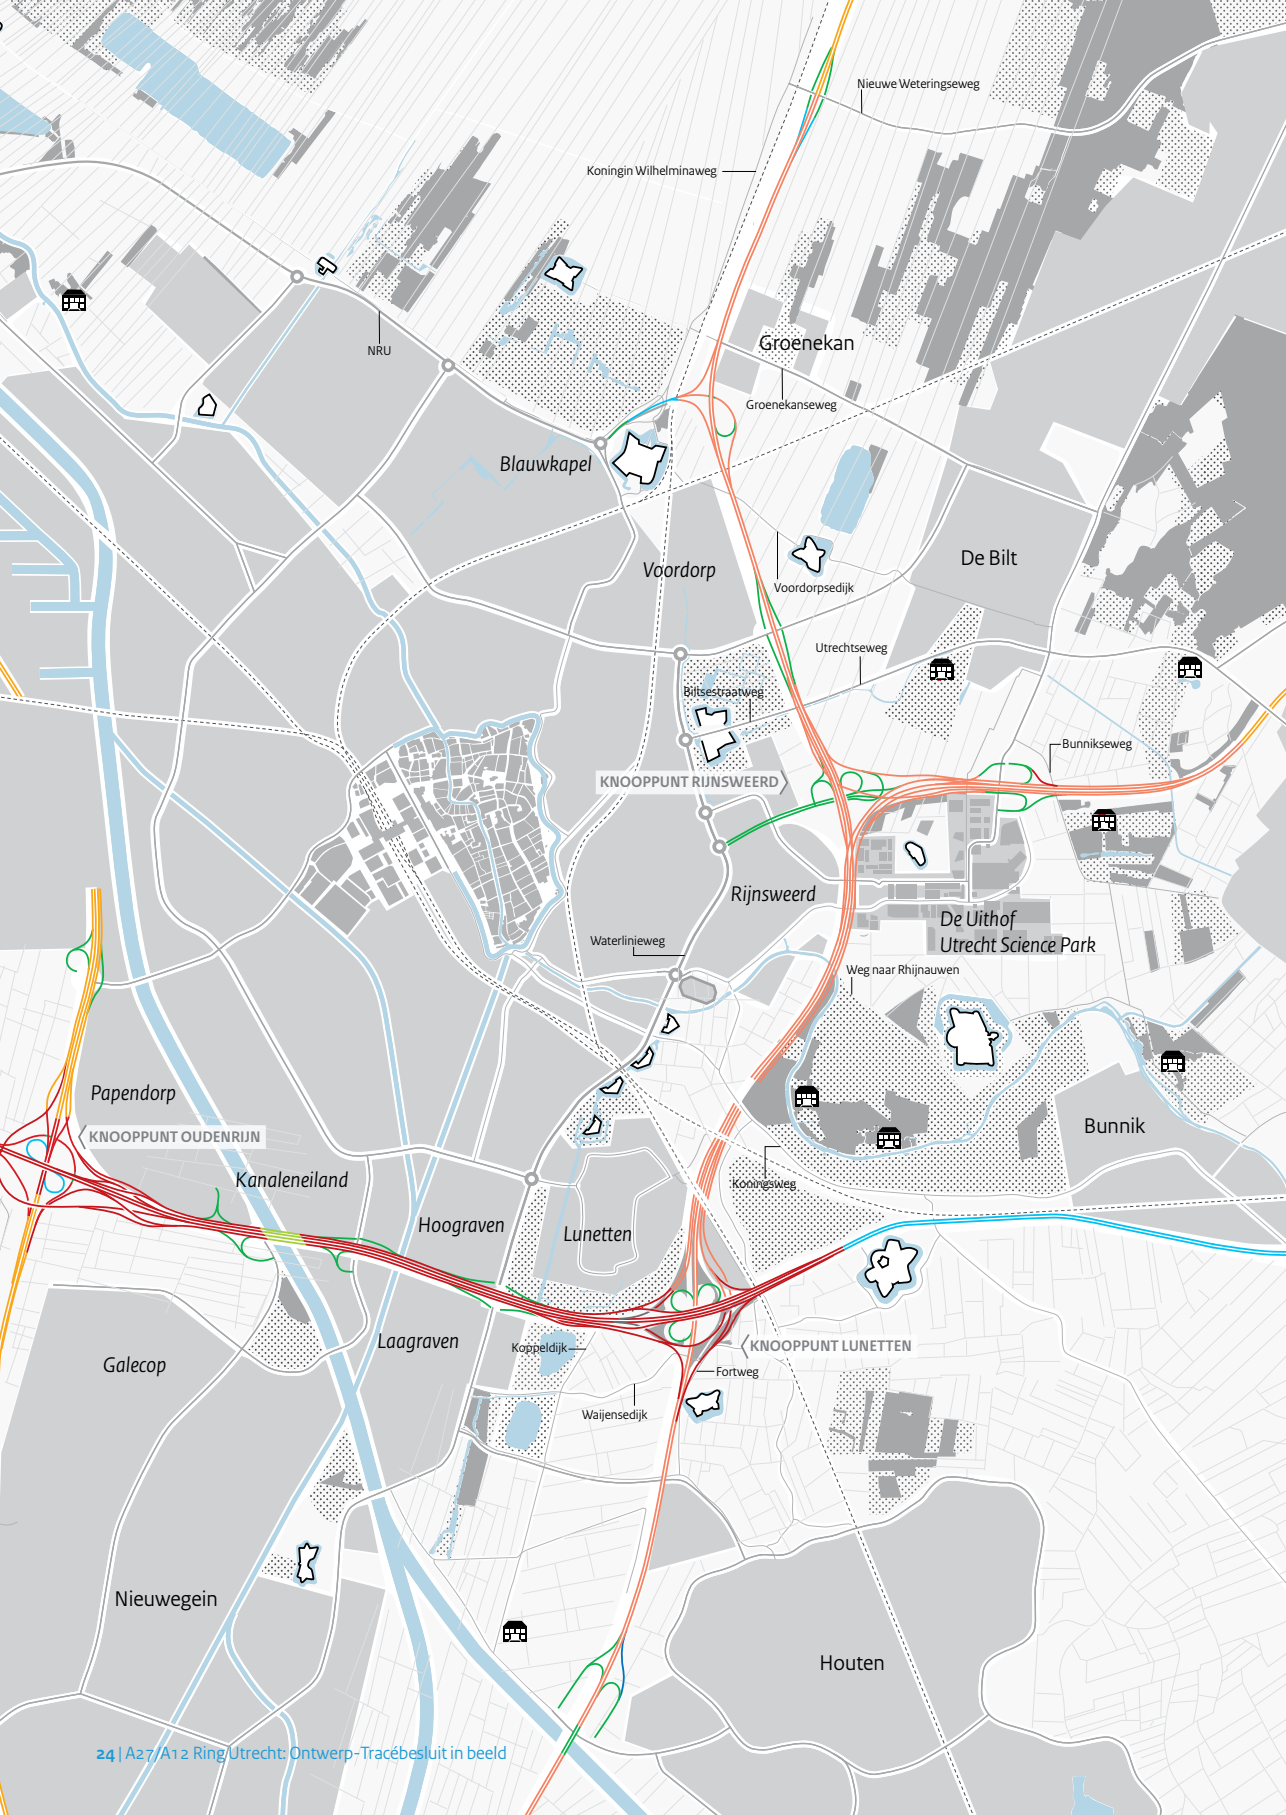 Nieuwe Weteringseweg
Koningin Wilhelminaweg
NRU
Groenekan
Groenekanseweg
Blauwkapel
De Bilt
Voordorp
Voordorpsedijk
Utrechtseweg
Biltsestraatweg
Bunnikseweg
KNOOPPUNT RIJNSWEERD
Rijnsweerd
De Uithof
Utrecht Science Park
Waterlinieweg
Weg naar Rhijnauwen
Papendorp
Bunnik
KNOOPPUNT OUDENRIJN
Kanaleneiland
Koningsweg
Hoograven
Lunetten
Laagraven
Koppeldijk
KNOOPPUNT LUNETTEN
Galecop
Fortweg
Waijensedijk
Nieuwegein
Houten
24 | A27/A12 Ring Utrecht: Ontwerp-Tracébesluit in beeld